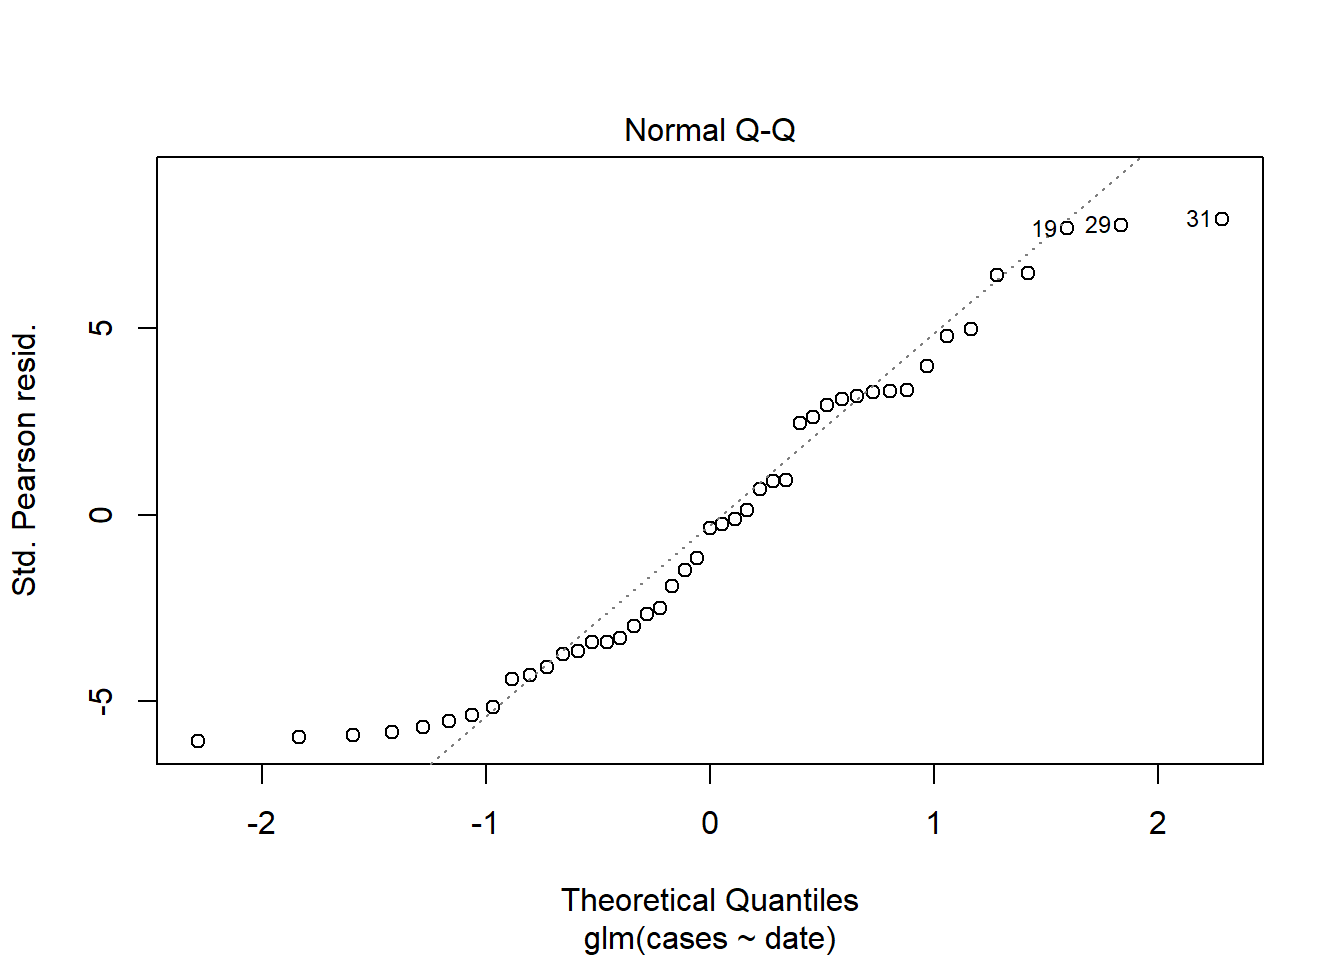 Normal Q-Q
Std. Pearson resid.
5
0
-5
19
29
31
-2
-1
0
1
2
Theoretical Quantiles
glm(cases ~ date)